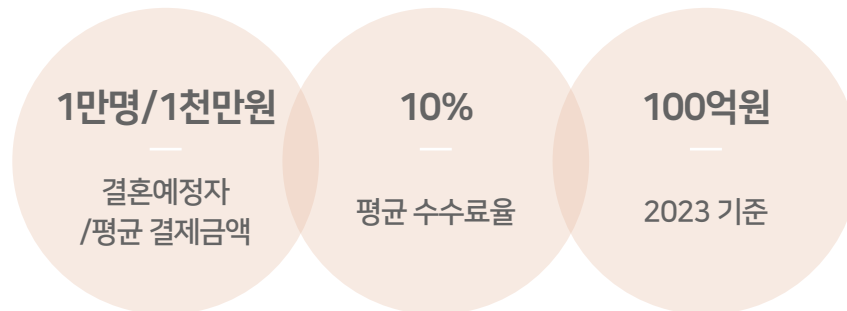 1만명/1천만원
결혼예정자
/평균 결제금액
10%
평균 수수료율
100억원
2023 기준